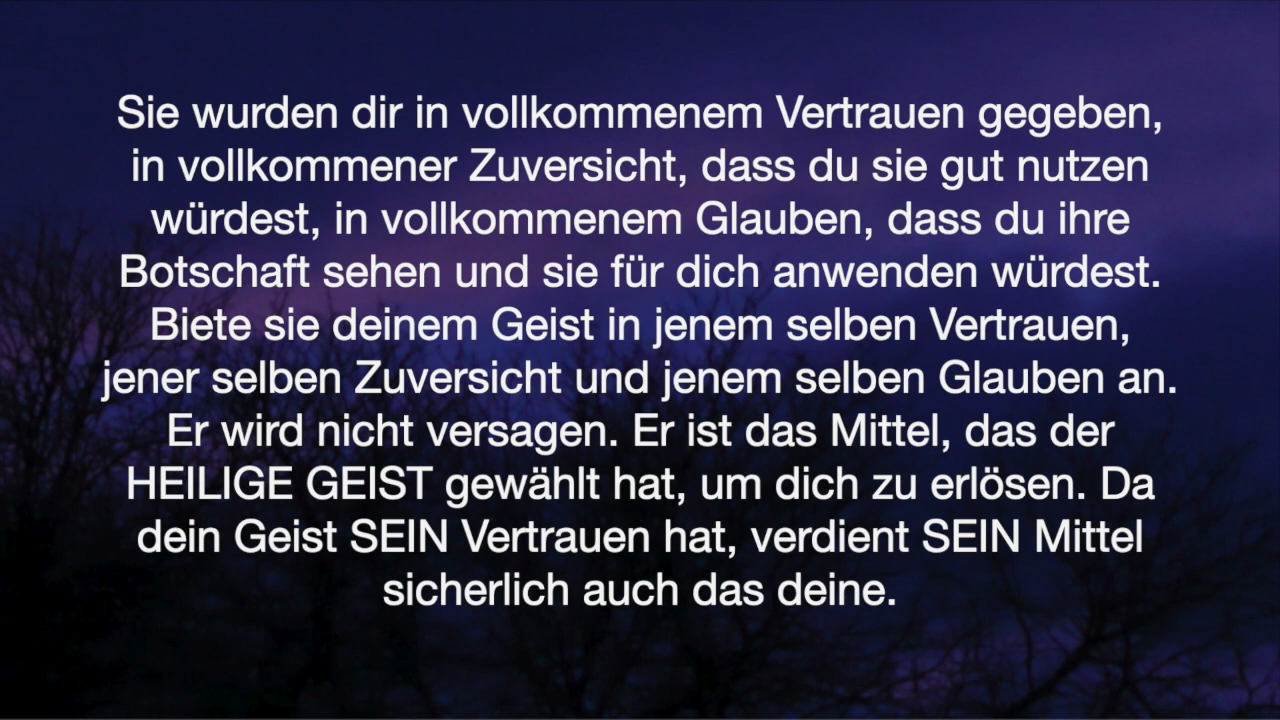 Sie wurden dir in vollkommenem Vertrauen gegeben,
in vollkommener Zuversicht, dass du sie gut nutzen
würdest, in vollkommenem Glauben, dass du ihre
Botschaft sehen und sie für dich anwenden würdest.
Biete sie deinem Geist in jenem selben Vertrauen,
jener selben Zuversicht und jenem selben Glauben an.
Er wird nicht versagen. Er ist das Mittel, das der
HEILIGE GEIST gewählt hat, um dich zu erlösen. Da
dein Geist SEIN Vertrauen hat, verdient SEIN Mittel
sicherlich auch das deine.